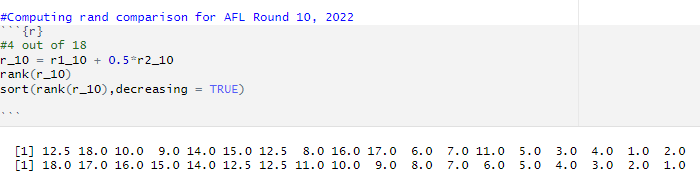 #Computing rand comparison for AFL Round 10, 2022
```{r}
#4 out of 18
r_10 = r1_10 + 0.5*r2_10
rank(r_10)
sort(rank(r_10),decreasing = TRUE)
```
[1] 12.5 18.0 10.0 9.0 14.0 15.0 12.5 8.0 16.0 17.0 6.0 7.0 11.0 5.0 3.0 4.0 1.0 2.0
[1] 18.0 17.0 16.0 15.0 14.0 12.5 12.5 11.0 10.0 9.0 8.0 7.0 6.0 5.0 4.0 3.0 2.0 1.0